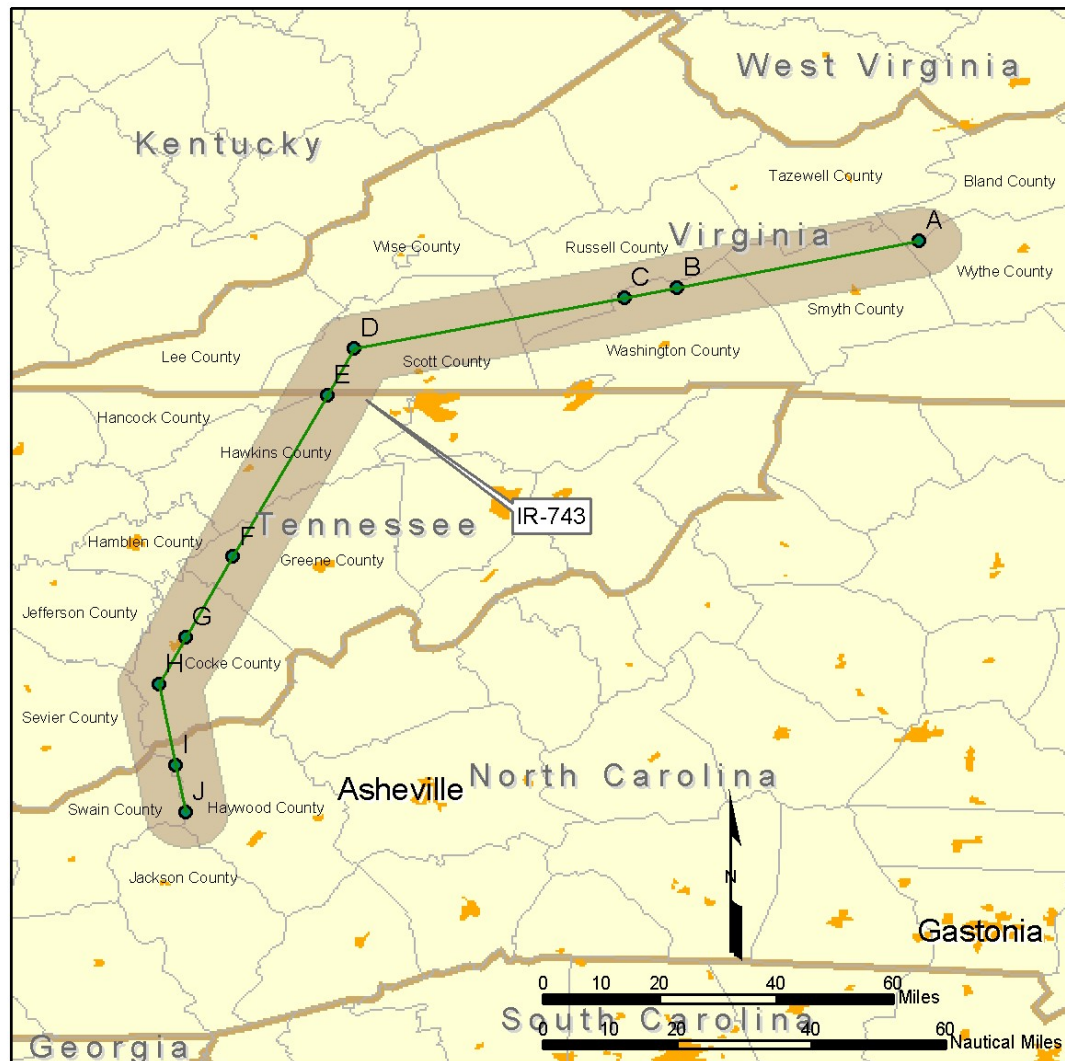 West Virginia
Kentucky
Tazewell County
Bland County
A
Virginia
Russell County
Wise County
Wythe County
B
C
Smyth County
D
Washington County
Lee County
Scott County
E
Hancock County
Hawkins County
IR-743
Tennessee
F
Hamblen County
Greene County
Jefferson County
G
H
Cocke County
Sevier County
I
North Carolina
Asheville
J
Swain County
Haywood County
Jackson County
N
Gastonia
0 10 20 40 60
Miles
South Carolina
0 10 20 40 60
Nautical Miles
Georgia